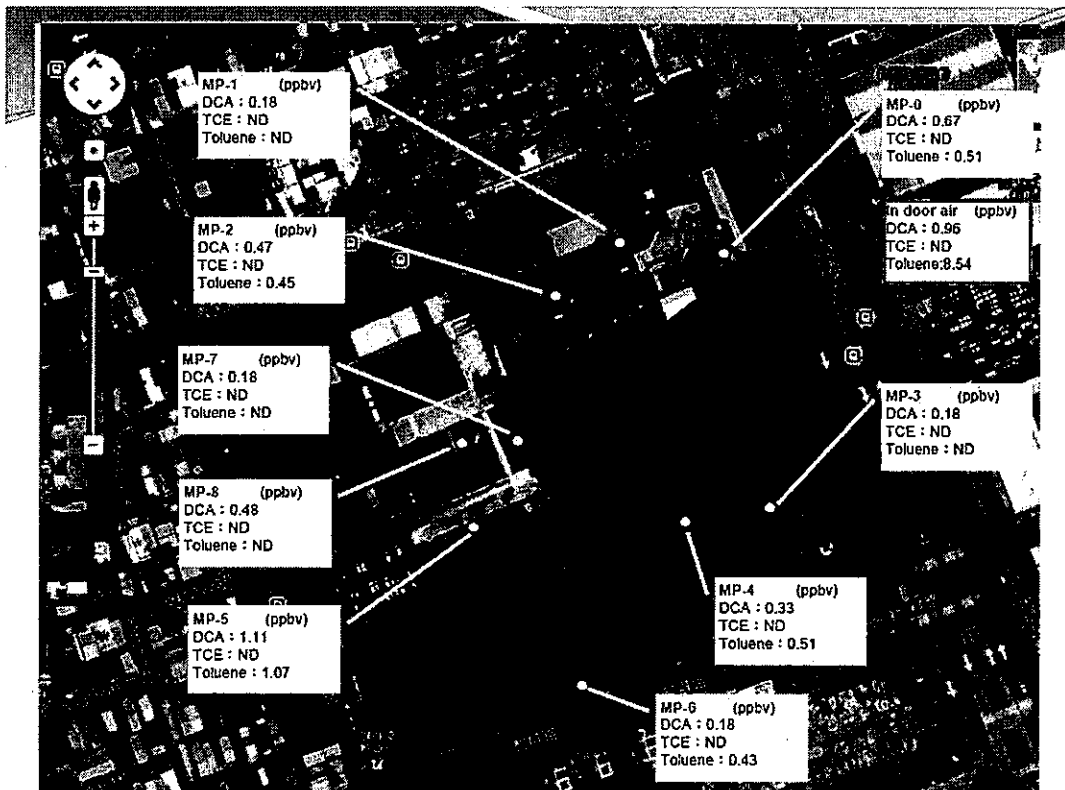 MP-1 (ppbv)
DCA : 0.18
TCE : ND
Toluene : ND
MP-0 (ppbv)
DCA : 0.67
TCE : ND
Toluene : 0.51
In door air (ppbv)
DCA : 0.96
TCE : ND
Toluene:8.54
MP-2 (ppbv)
DCA : 0.47
TCE : ND
Toluene : 0.45
MP-7 (ppbv)
DCA : 0.18
TCE : ND
Toluene : ND
MP-3 (ppbv)
DCA : 0.18
TCE : ND
Toluene : ND
MP-8 (ppbv)
DCA : 0.48
TCE : ND
Toluene : ND
MP-4 (ppbv)
DCA : 0.33
TCE : ND
Toluene : 0.51
MP-5 (ppbv)
DCA : 1.11
TCE : ND
Toluene : 1.07
MP-6 (ppbv)
DCA : 0.18
TCE : ND
Toluene : 0.43